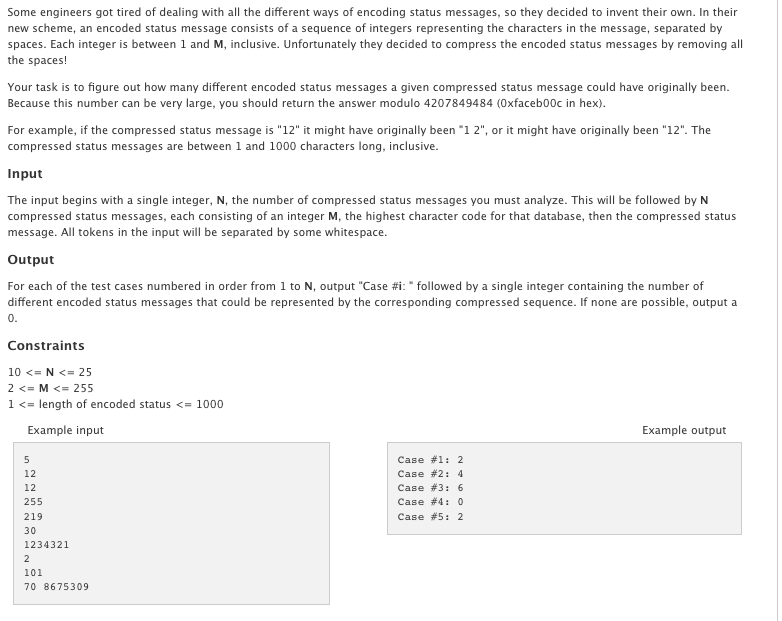 Some engineers got tired of dealing with all the different ways of encoding status messages, so they decided to invent their own. In their
new scheme, an encoded status message consists of a sequence of integers representing the characters in the message, separated by
spaces. Each integer is between 1 and M, inclusive. Unfortunately they decided to compress the encoded status messages by removing all
the spaces!
Your task is to figure out how many different encoded status messages a given compressed status message could have originally been.
Because this number can be very large, you should return the answer modulo 4207849484 (0xfaceb00c in hex).
For example, if the compressed status message is "12" it might have originally been "1 2", or it might have originally been "12". The
compressed status messages are between 1 and 1000 characters long, inclusive.
Input
The input begins with a single integer, N, the number of compressed status messages you must analyze. This will be followed by N
compressed status messages, each consisting of an integer M, the highest character code for that database, then the compressed status
message. All tokens in the input will be separated by some whitespace.
Output
For each of the test cases numbered in order from 1 to N, output "Case #i: " followed by a single integer containing the number of
different encoded status messages that could be represented by the corresponding compressed sequence. If none are possible, output a
0.
Constraints
10 <= N <= 25
2 <= M <= 255
1 <= length of encoded status <= 1000
Example input
5
12
12
255
219
30
1234321
2
101
70 8675309
Example output
Case #1: 2
Case #2: 4
Case #3: 6
Case #4: 0
Case #5: 2